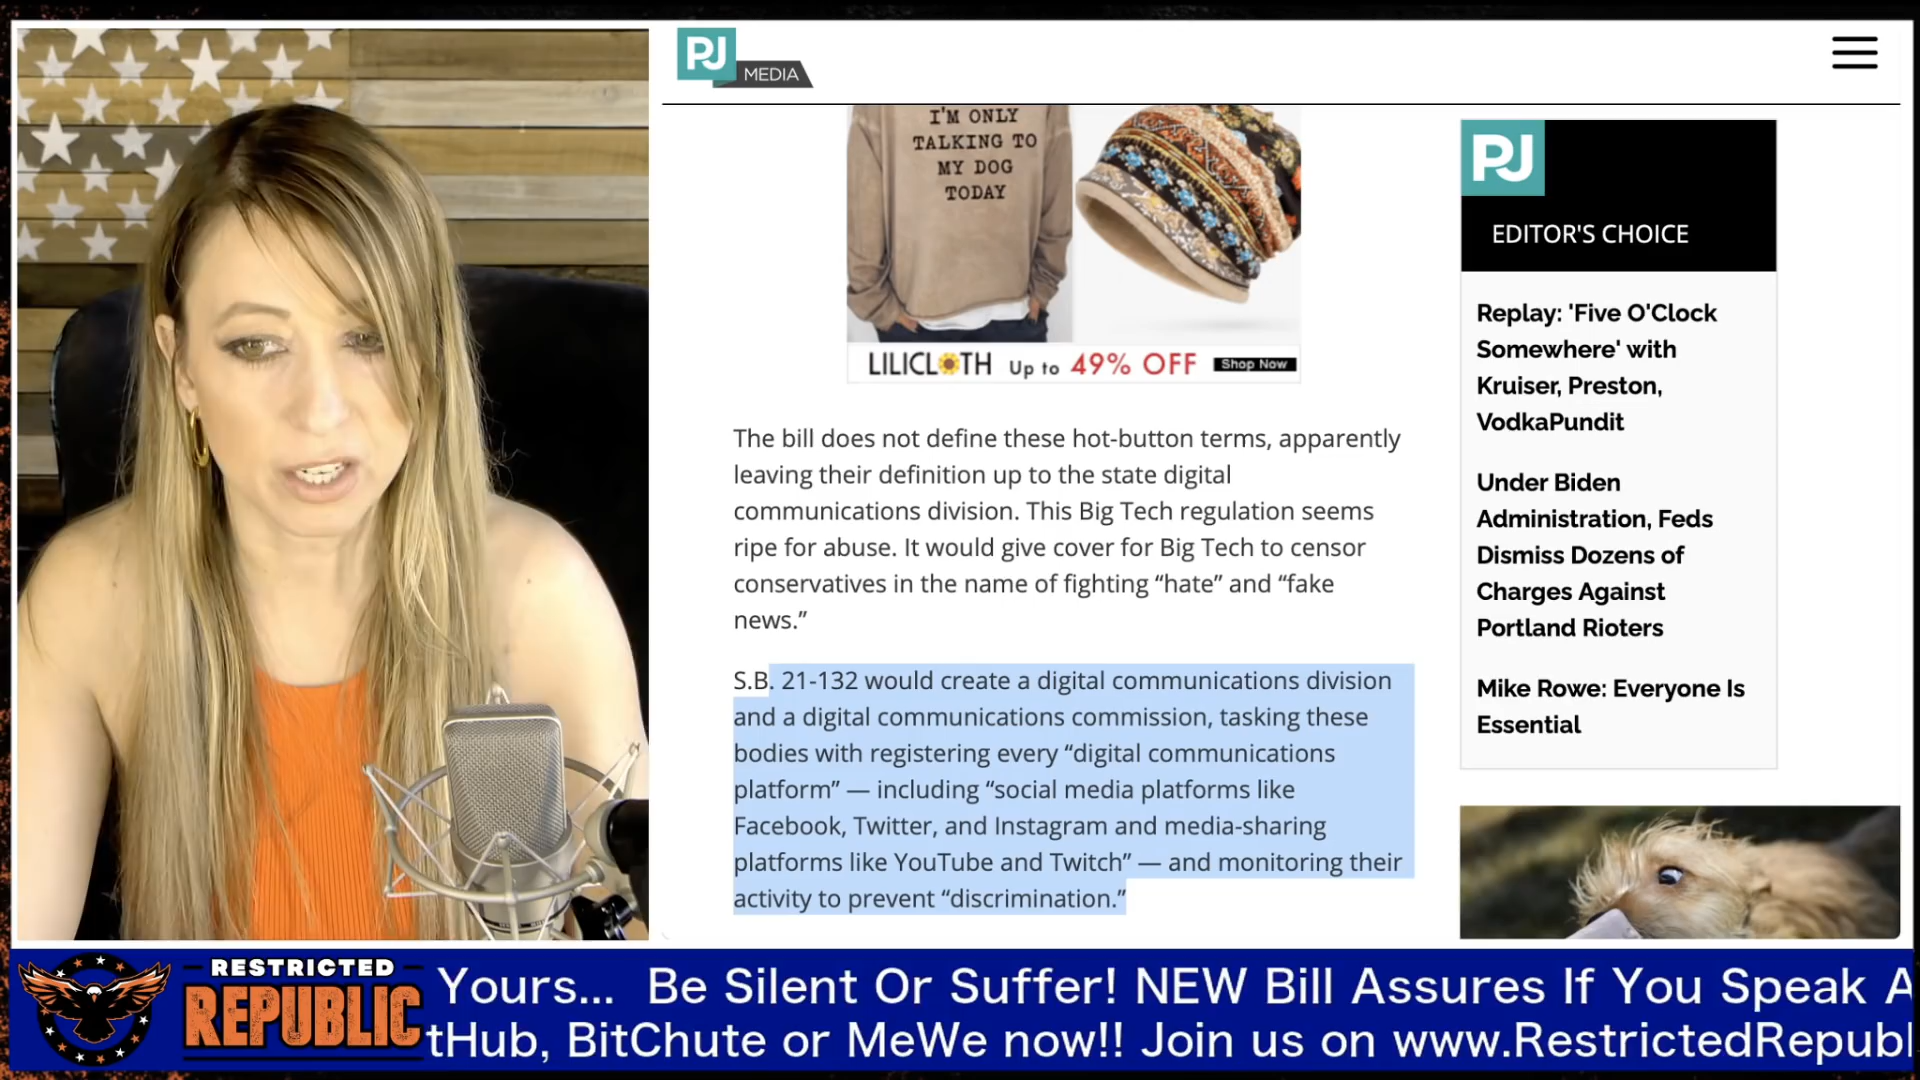 PJ
MEDIA
I'M ONLY
TALKING TO
MY DOG
TODAY
LILICLOTH Up to 49% OFF Shop Now
The bill does not define these hot-button terms, apparently
leaving their definition up to the state digital
communications division. This Big Tech regulation seems
ripe for abuse. It would give cover for Big Tech to censor
conservatives in the name of fighting “hate” and “fake
news.”
S.B. 21-132 would create a digital communications division
and a digital communications commission, tasking these
bodies with registering every “digital communications
platform” — including “social media platforms like
Facebook, Twitter, and Instagram and media-sharing
platforms like YouTube and Twitch” — and monitoring their
activity to prevent “discrimination.”
PJ
EDITOR'S CHOICE
Replay: 'Five O'Clock
Somewhere' with
Kruiser, Preston,
VodkaPundit
Under Biden
Administration, Feds
Dismiss Dozens of
Charges Against
Portland Rioters
Mike Rowe: Everyone Is
Essential
RESTRICTED
REPUBLIC
Yours... Be Silent Or Suffer! NEW Bill Assures If You Speak A
tHub, BitChute or MeWe now!! Join us on www.RestrictedRepubl